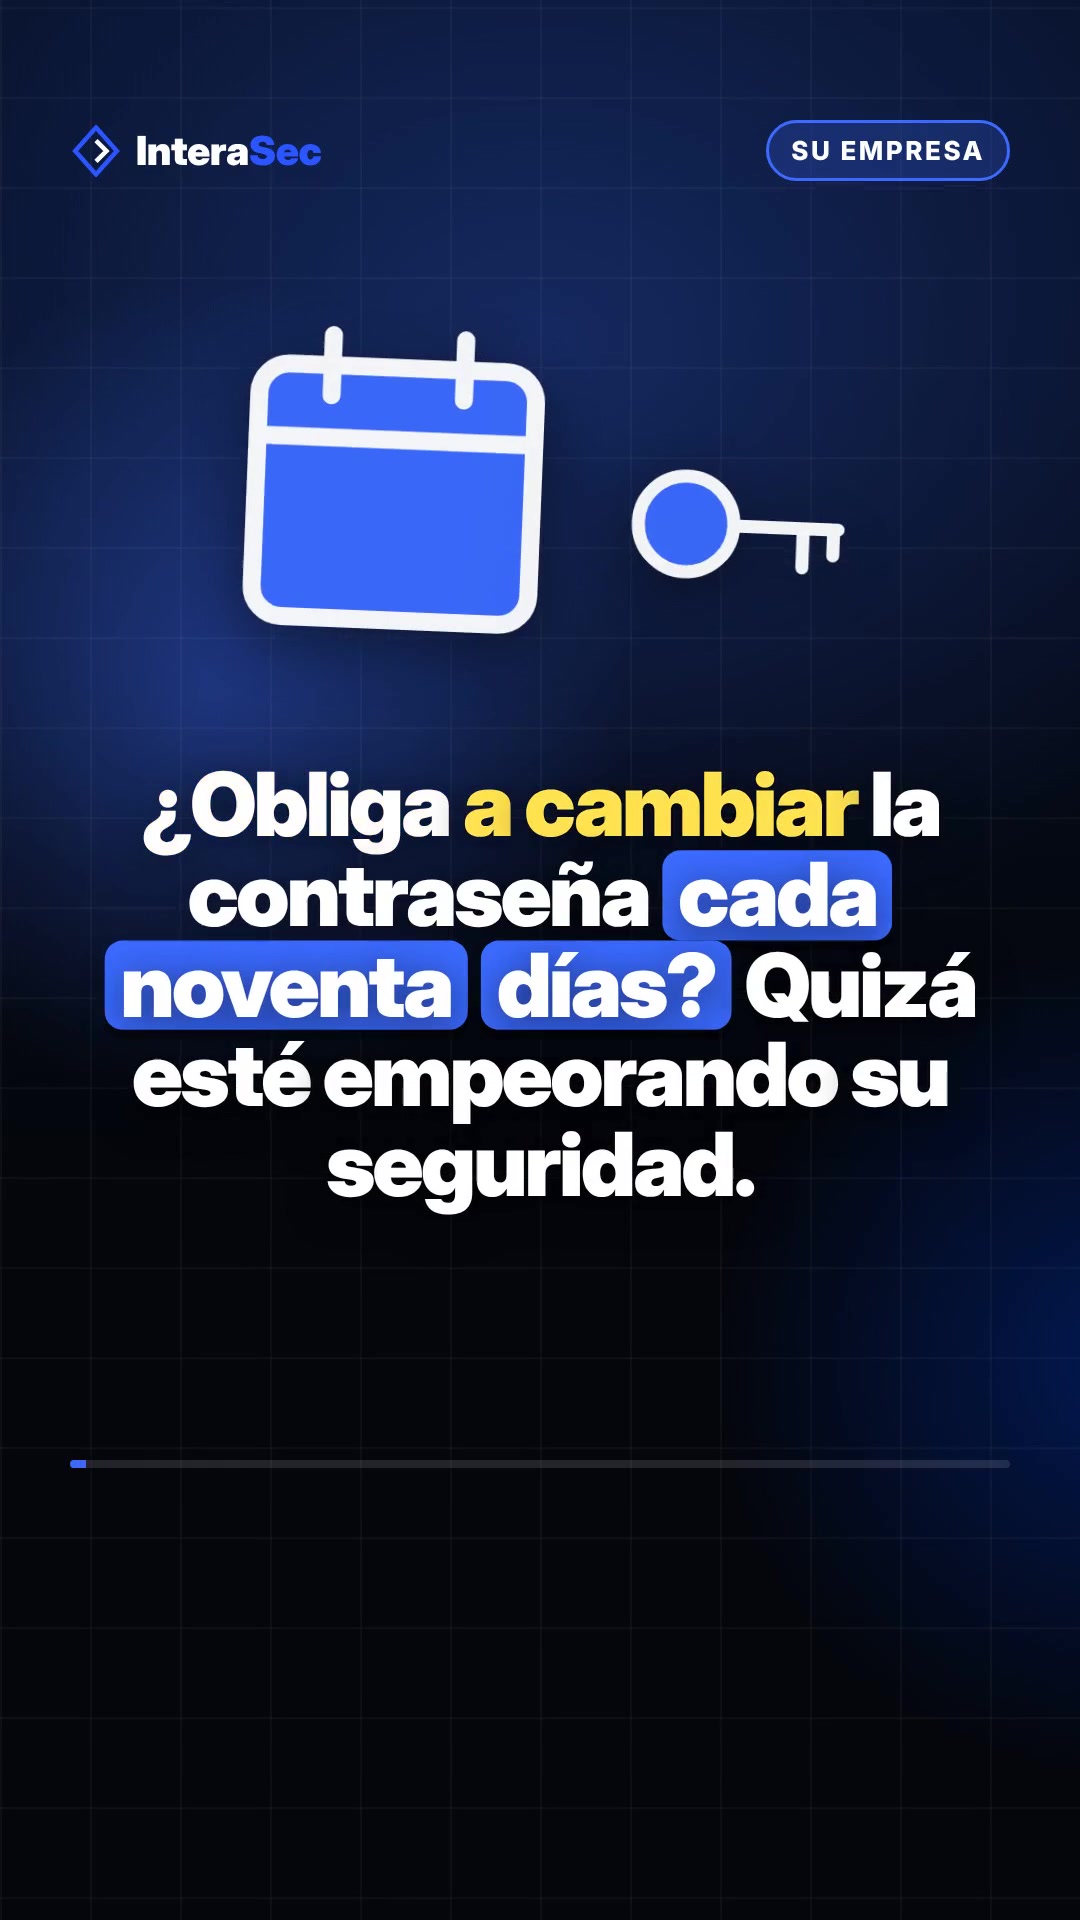 InteraSec
SU EMPRESA
¿Obliga a cambiar la
contraseña cada
noventa días? Quizá
esté empeorando su
seguridad.